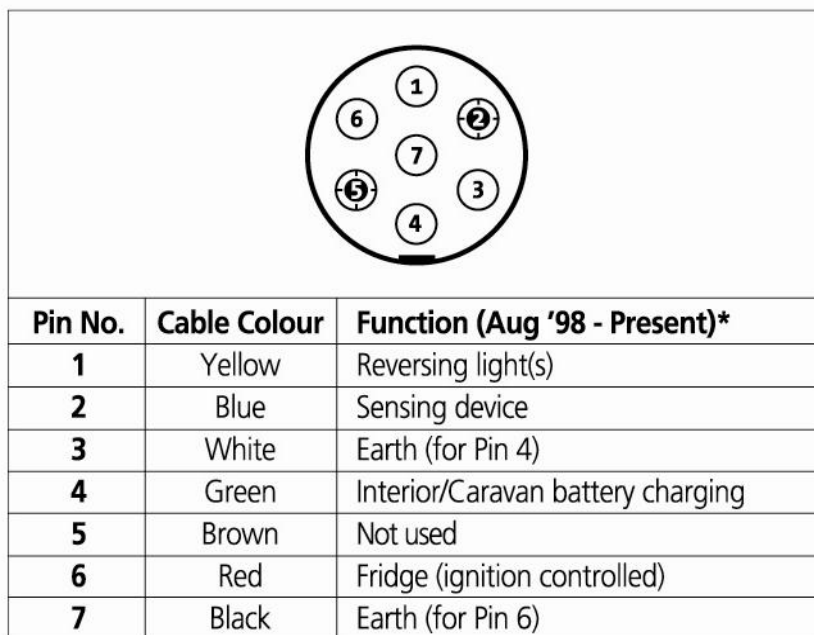 1
6
2
7
5
3
4
Pin No. Cable Colour Function (Aug '98 - Present)*
1 Yellow Reversing light(s)
2 Blue Sensing device
3 White Earth (for Pin 4)
4 Green Interior/Caravan battery charging
5 Brown Not used
6 Red Fridge (ignition controlled)
7 Black Earth (for Pin 6)